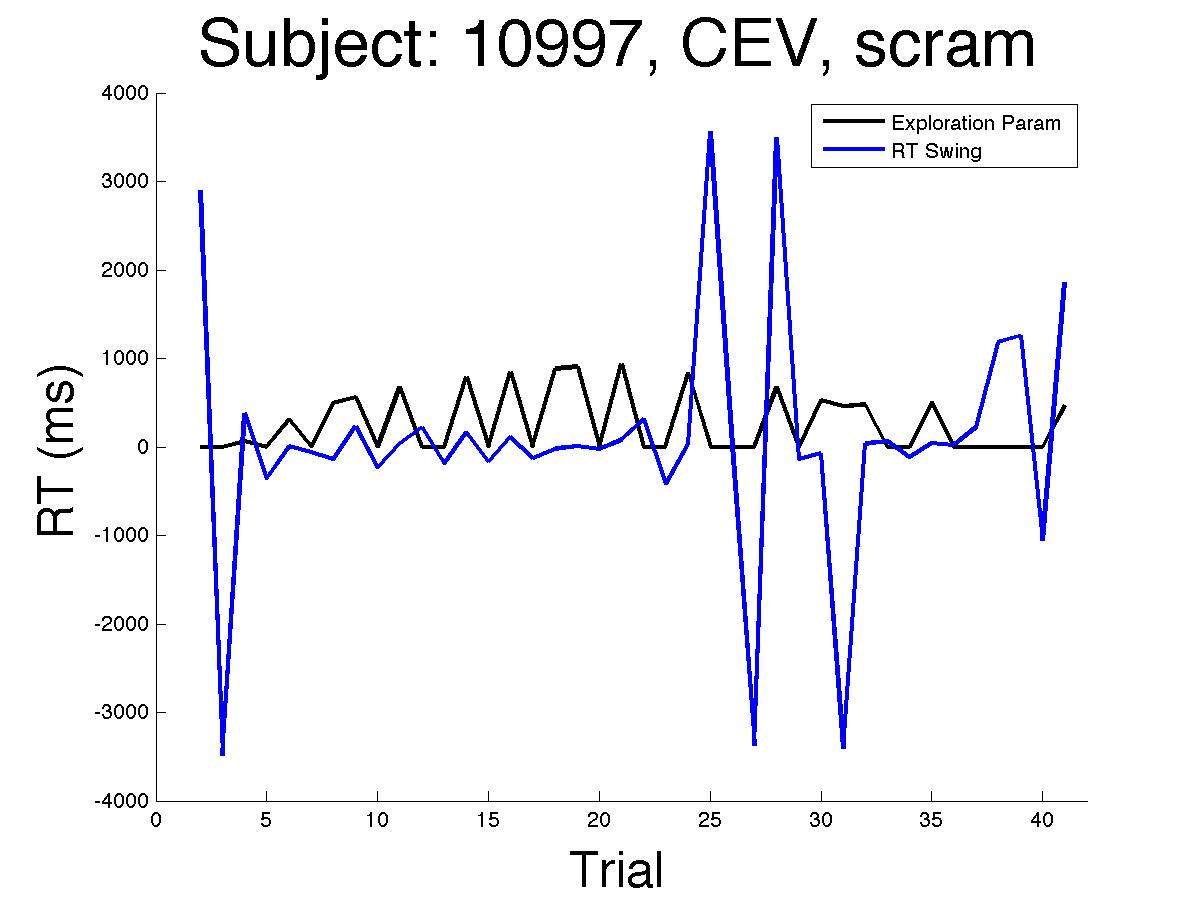 Subject: 10997, CEV, scram
4000
3000
2000
1000
0
-1000
-2000
-3000
-4000
RT (ms)
Exploration Param
RT Swing
0 5 10 15 20 25 30 35 40
Trial